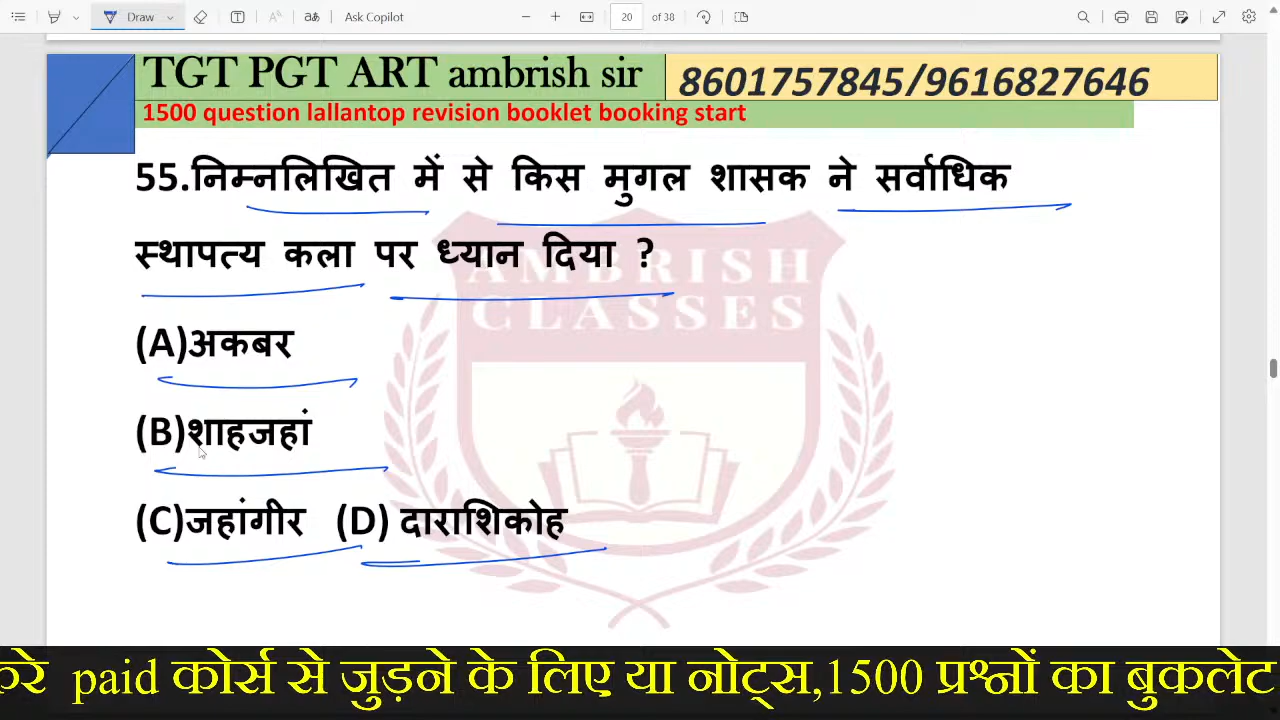 Draw
Ask Copilot
20 of 38
TGT PGT ART ambrish sir
8601757845/9616827646
1500 question lallantop revision booklet booking start
55.निम्नलिखित में से किस मुगल शासक ने सर्वाधिक
स्थापत्य कला पर ध्यान दिया ?
AMBRISH
CLASSES
(A)अकबर
(B)शाहजहां
(C)जहांगीर (D) दाराशिकोह
करे paid कोर्स से जुड़ने के लिए या नोट्स,1500 प्रश्नों का बुकलेट